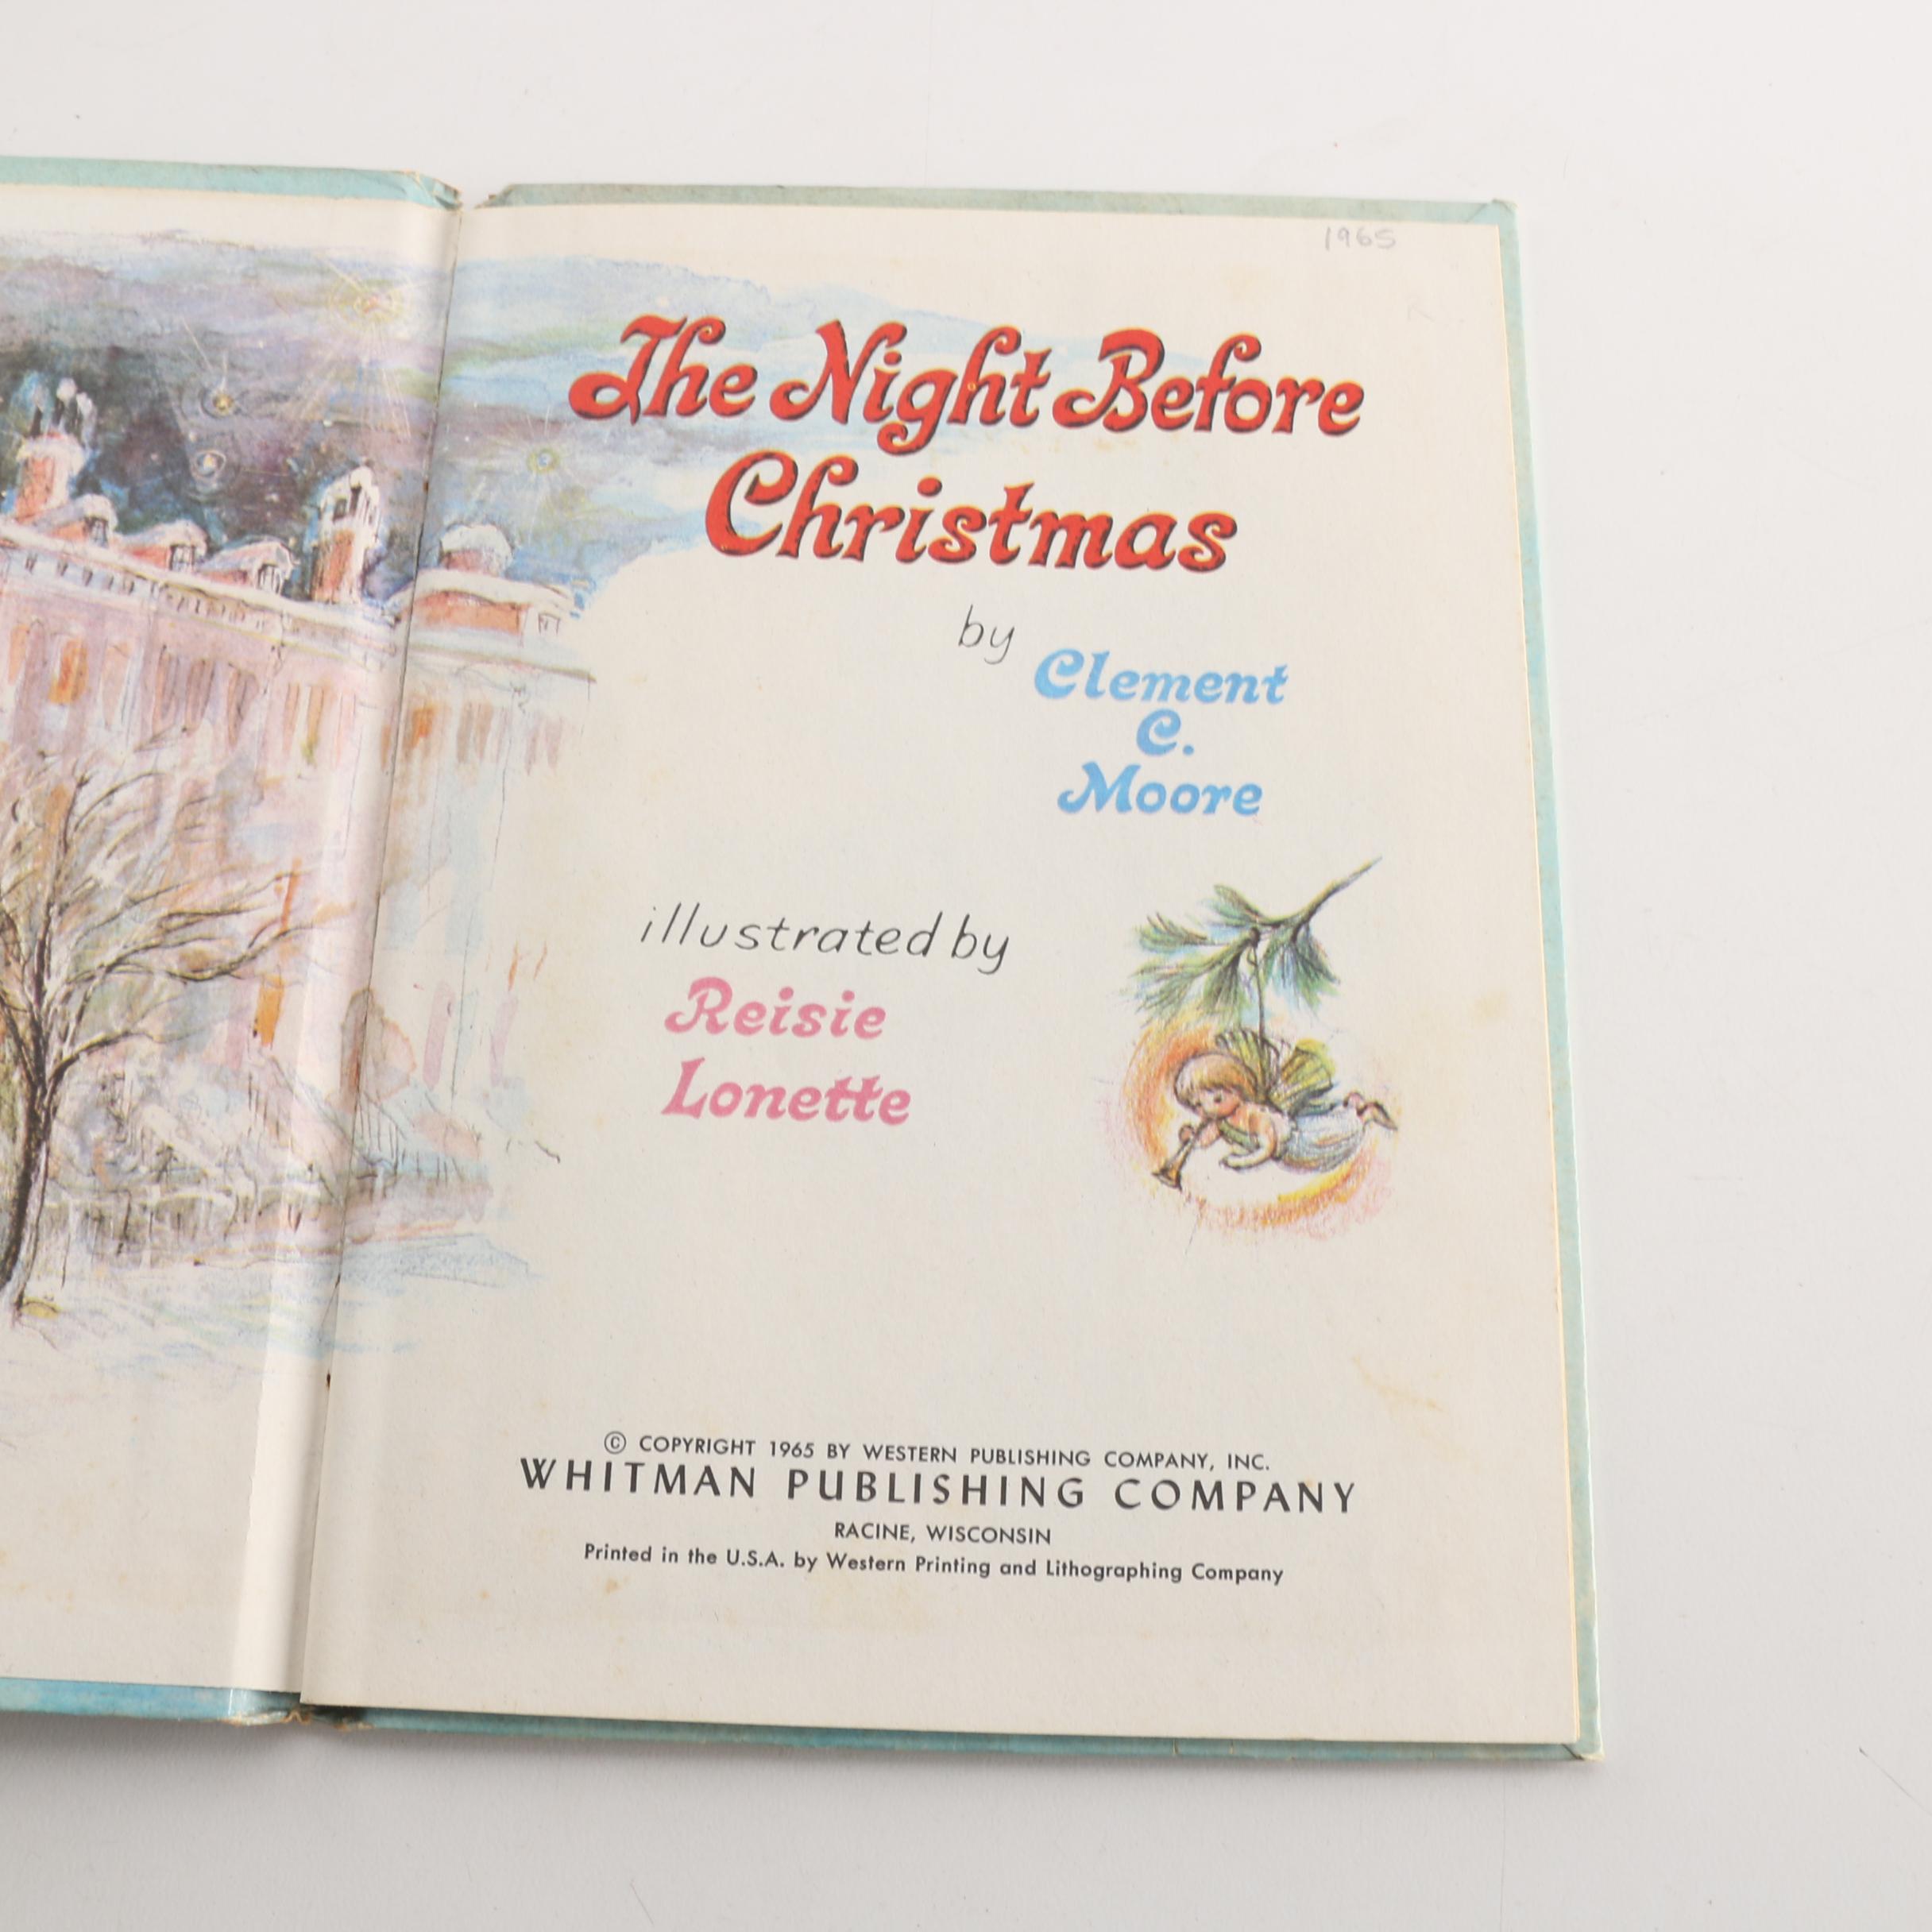 1965
The Night Before
Christmas
by
Clement
C.
Moore
illustrated by
Reisie
Lonette
© COPYRIGHT 1965 BY WESTERN PUBLISHING COMPANY, INC.
WHITMAN PUBLISHING COMPANY
RACINE, WISCONSIN
Printed in the U.S.A. by Western Printing and Lithographing Company